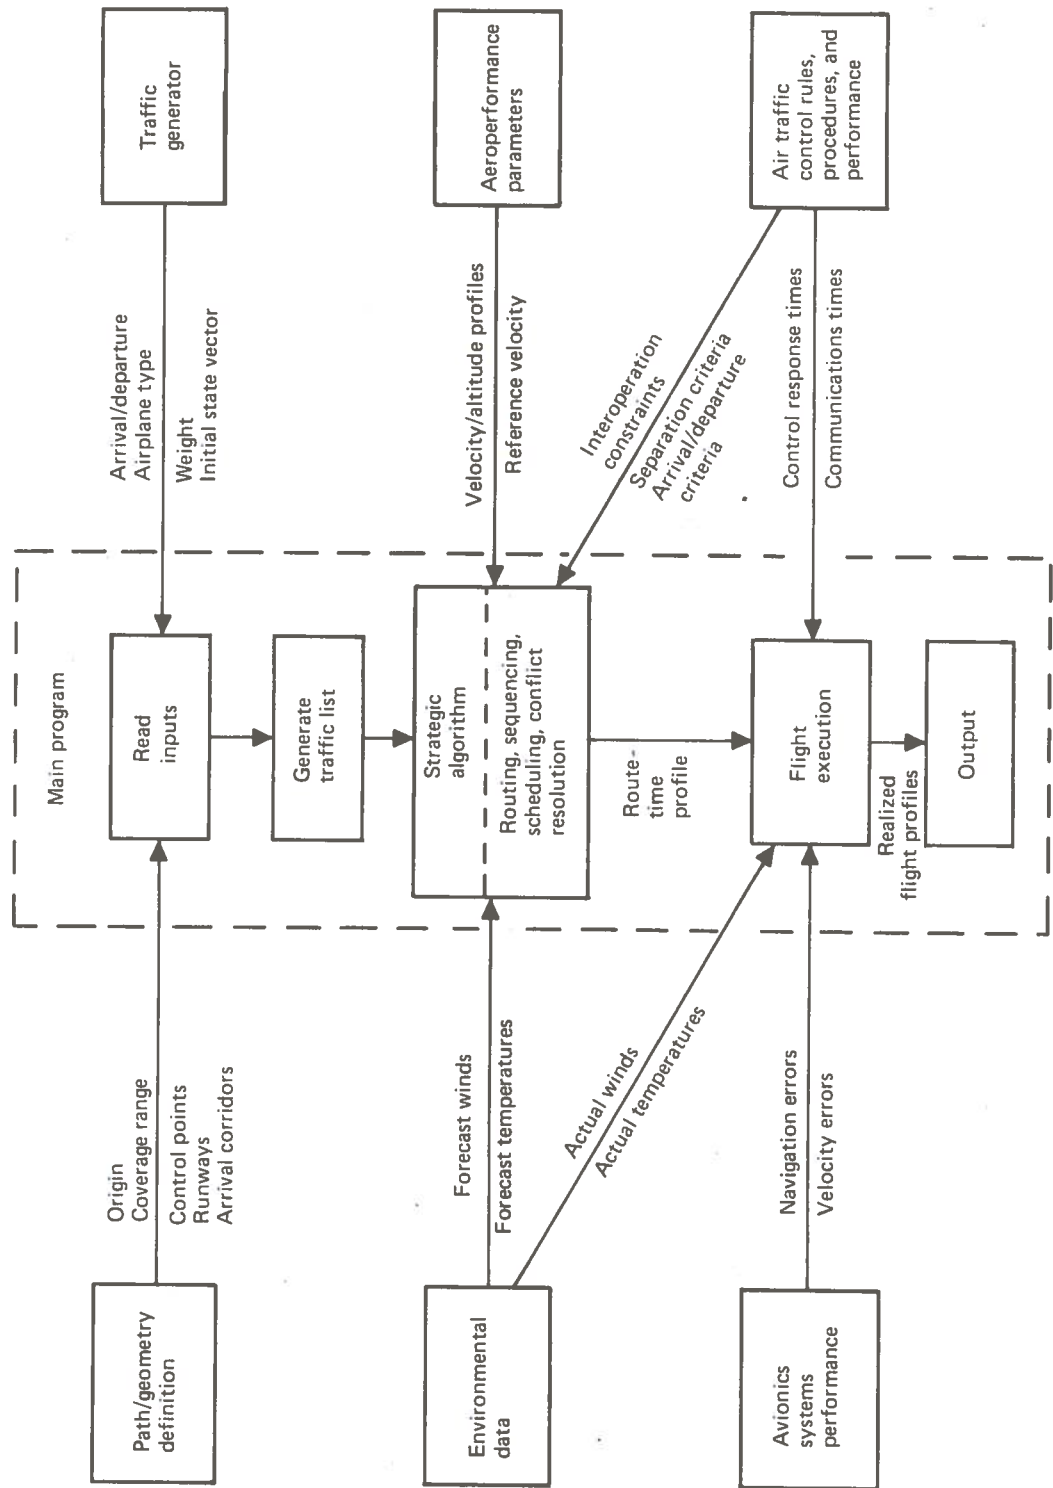 Path/geometry
definition
Origin
Coverage range
Control points
Runways
Arrival corridors
Main program
Read
inputs
Arrival/departure
Airplane type
Weight
Initial state vector
Traffic
generator
Generate
traffic list
Environmental
data
Forecast winds
Forecast temperatures
Actual winds
Actual temperatures
Strategic
algorithm
Routing, sequencing,
scheduling, conflict
resolution
Velocity/altitude profiles
Reference velocity
Aeroperformance
parameters
Interoperation
constraints
Separation criteria
Arrival/departure
criteria
Route-
time
profile
Avionics
systems
performance
Navigation errors
Velocity errors
Flight
execution
Control response times
Communications times
Air traffic
control rules,
procedures, and
performance
Realized
flight profiles
Output